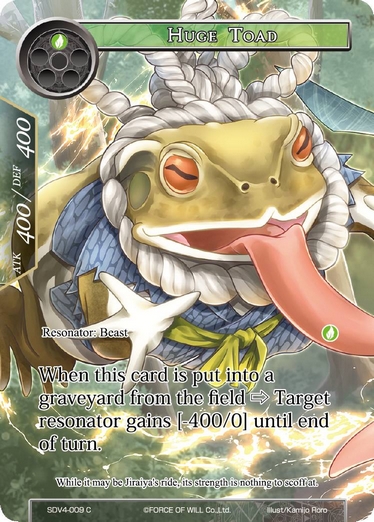 Huge Toad
ATK 400 / DEF 400
Resonator: Beast
When this card is put into a
graveyard from the field ⇨ Target
resonator gains [-400/0] until end
of turn.
While it may be Jiraiya's ride, its strength is nothing to scoff at.
SDV4-009 C ©FORCE OF WILL Co.,Ltd. Illust/Kamijo Roro